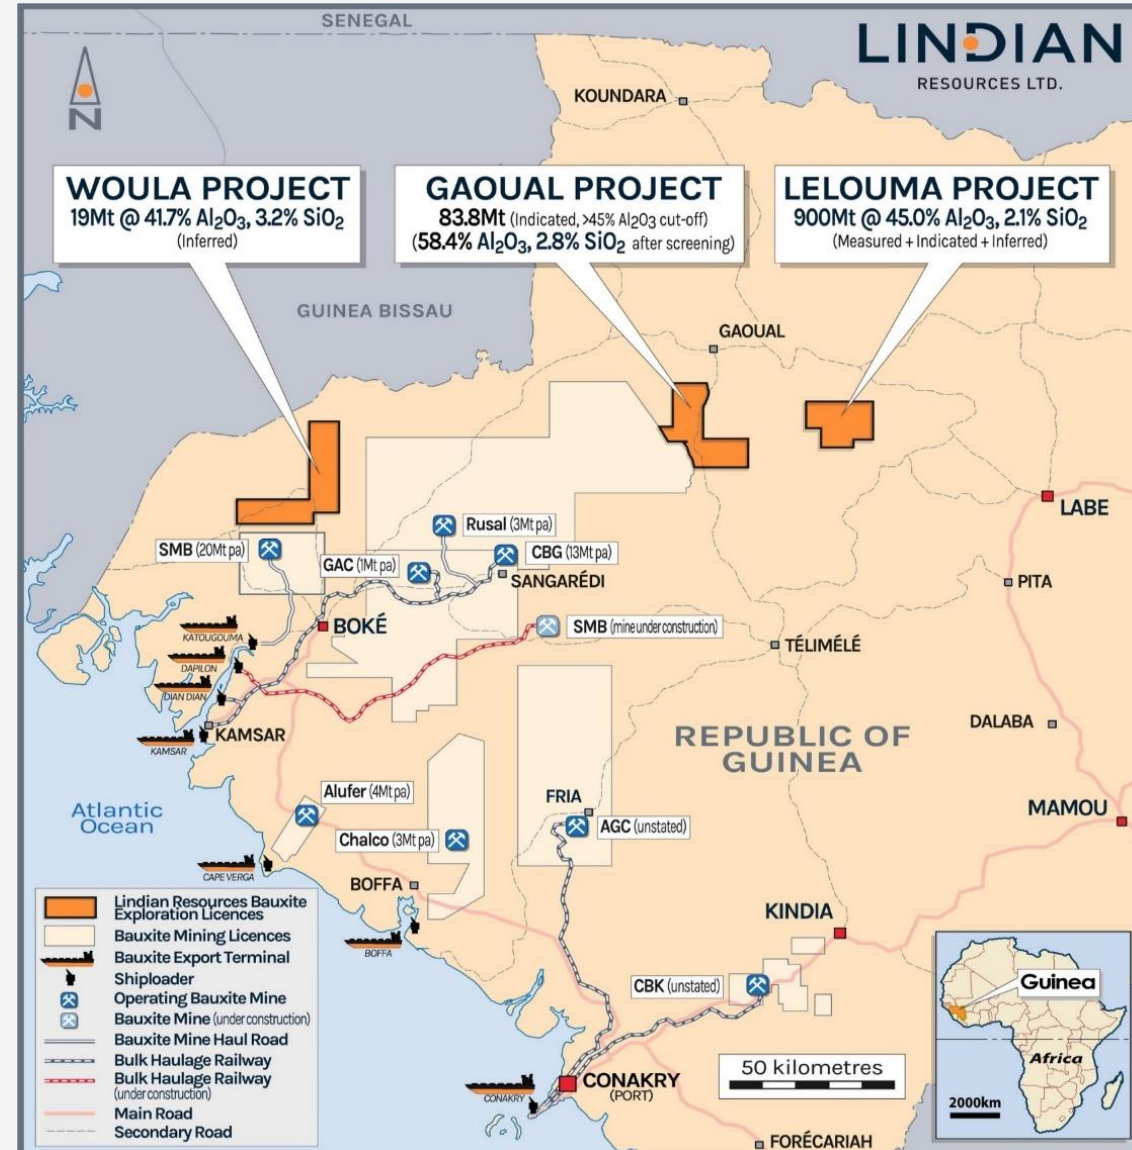 SENEGAL
LINDIAN
RESOURCES LTD.
N
KOUNDARA
WOULA PROJECT
19Mt @ 41.7% Al₂O₃, 3.2% SiO₂
(Inferred)
GAOUAL PROJECT
83.8Mt (Indicated, >45% Al₂O₃ cut-off)
(58.4% Al₂O₃, 2.8% SiO₂ after screening)
LELOUMA PROJECT
900Mt @ 45.0% Al₂O₃, 2.1% SiO₂
(Measured + Indicated + Inferred)
GUINEA BISSAU
GAOUAL
LABE
Rusal (3Mt pa)
SMB (20Mt pa)
GAC (1Mt pa)
CBG (13Mt pa)
SANGARÉDI
PITA
KATOUGOUMA
BOKÉ
SMB (mine under construction)
TÉLIMÉLÉ
DAPILON
DIAN DIAN
KAMSAR
KAMSAR
DALABA
REPUBLIC OF
GUINEA
Atlantic
Ocean
Alufer (4Mt pa)
FRIA
MAMOU
Chalco (3Mt pa)
AGC (unstated)
CAPE VERGA
BOFFA
BOFFA
KINDIA
CBK (unstated)
Lindian Resources Bauxite
Exploration Licences
Bauxite Mining Licences
Bauxite Export Terminal
Shiploader
Operating Bauxite Mine
Bauxite Mine (under construction)
Bauxite Mine Haul Road
Bulk Haulage Railway
Bulk Haulage Railway
(under construction)
Main Road
Secondary Road
CONAKRY
CONAKRY
(PORT)
50 kilometres
FORÉCARIAH
Guinea
Africa
2000km